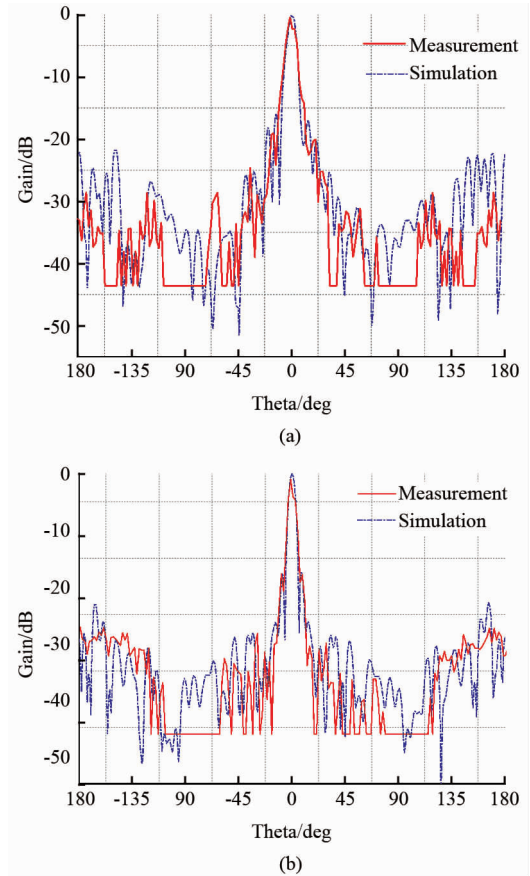 0
-10
-20
-30
-40
-50
Gain/dB
Measurement
Simulation
180 -135 90 -45 0 45 90 135 180
Theta/deg
(a)
0
-10
-20
-30
-40
-50
Gain/dB
Measurement
Simulation
180 -135 90 -45 0 45 90 135 180
Theta/deg
(b)